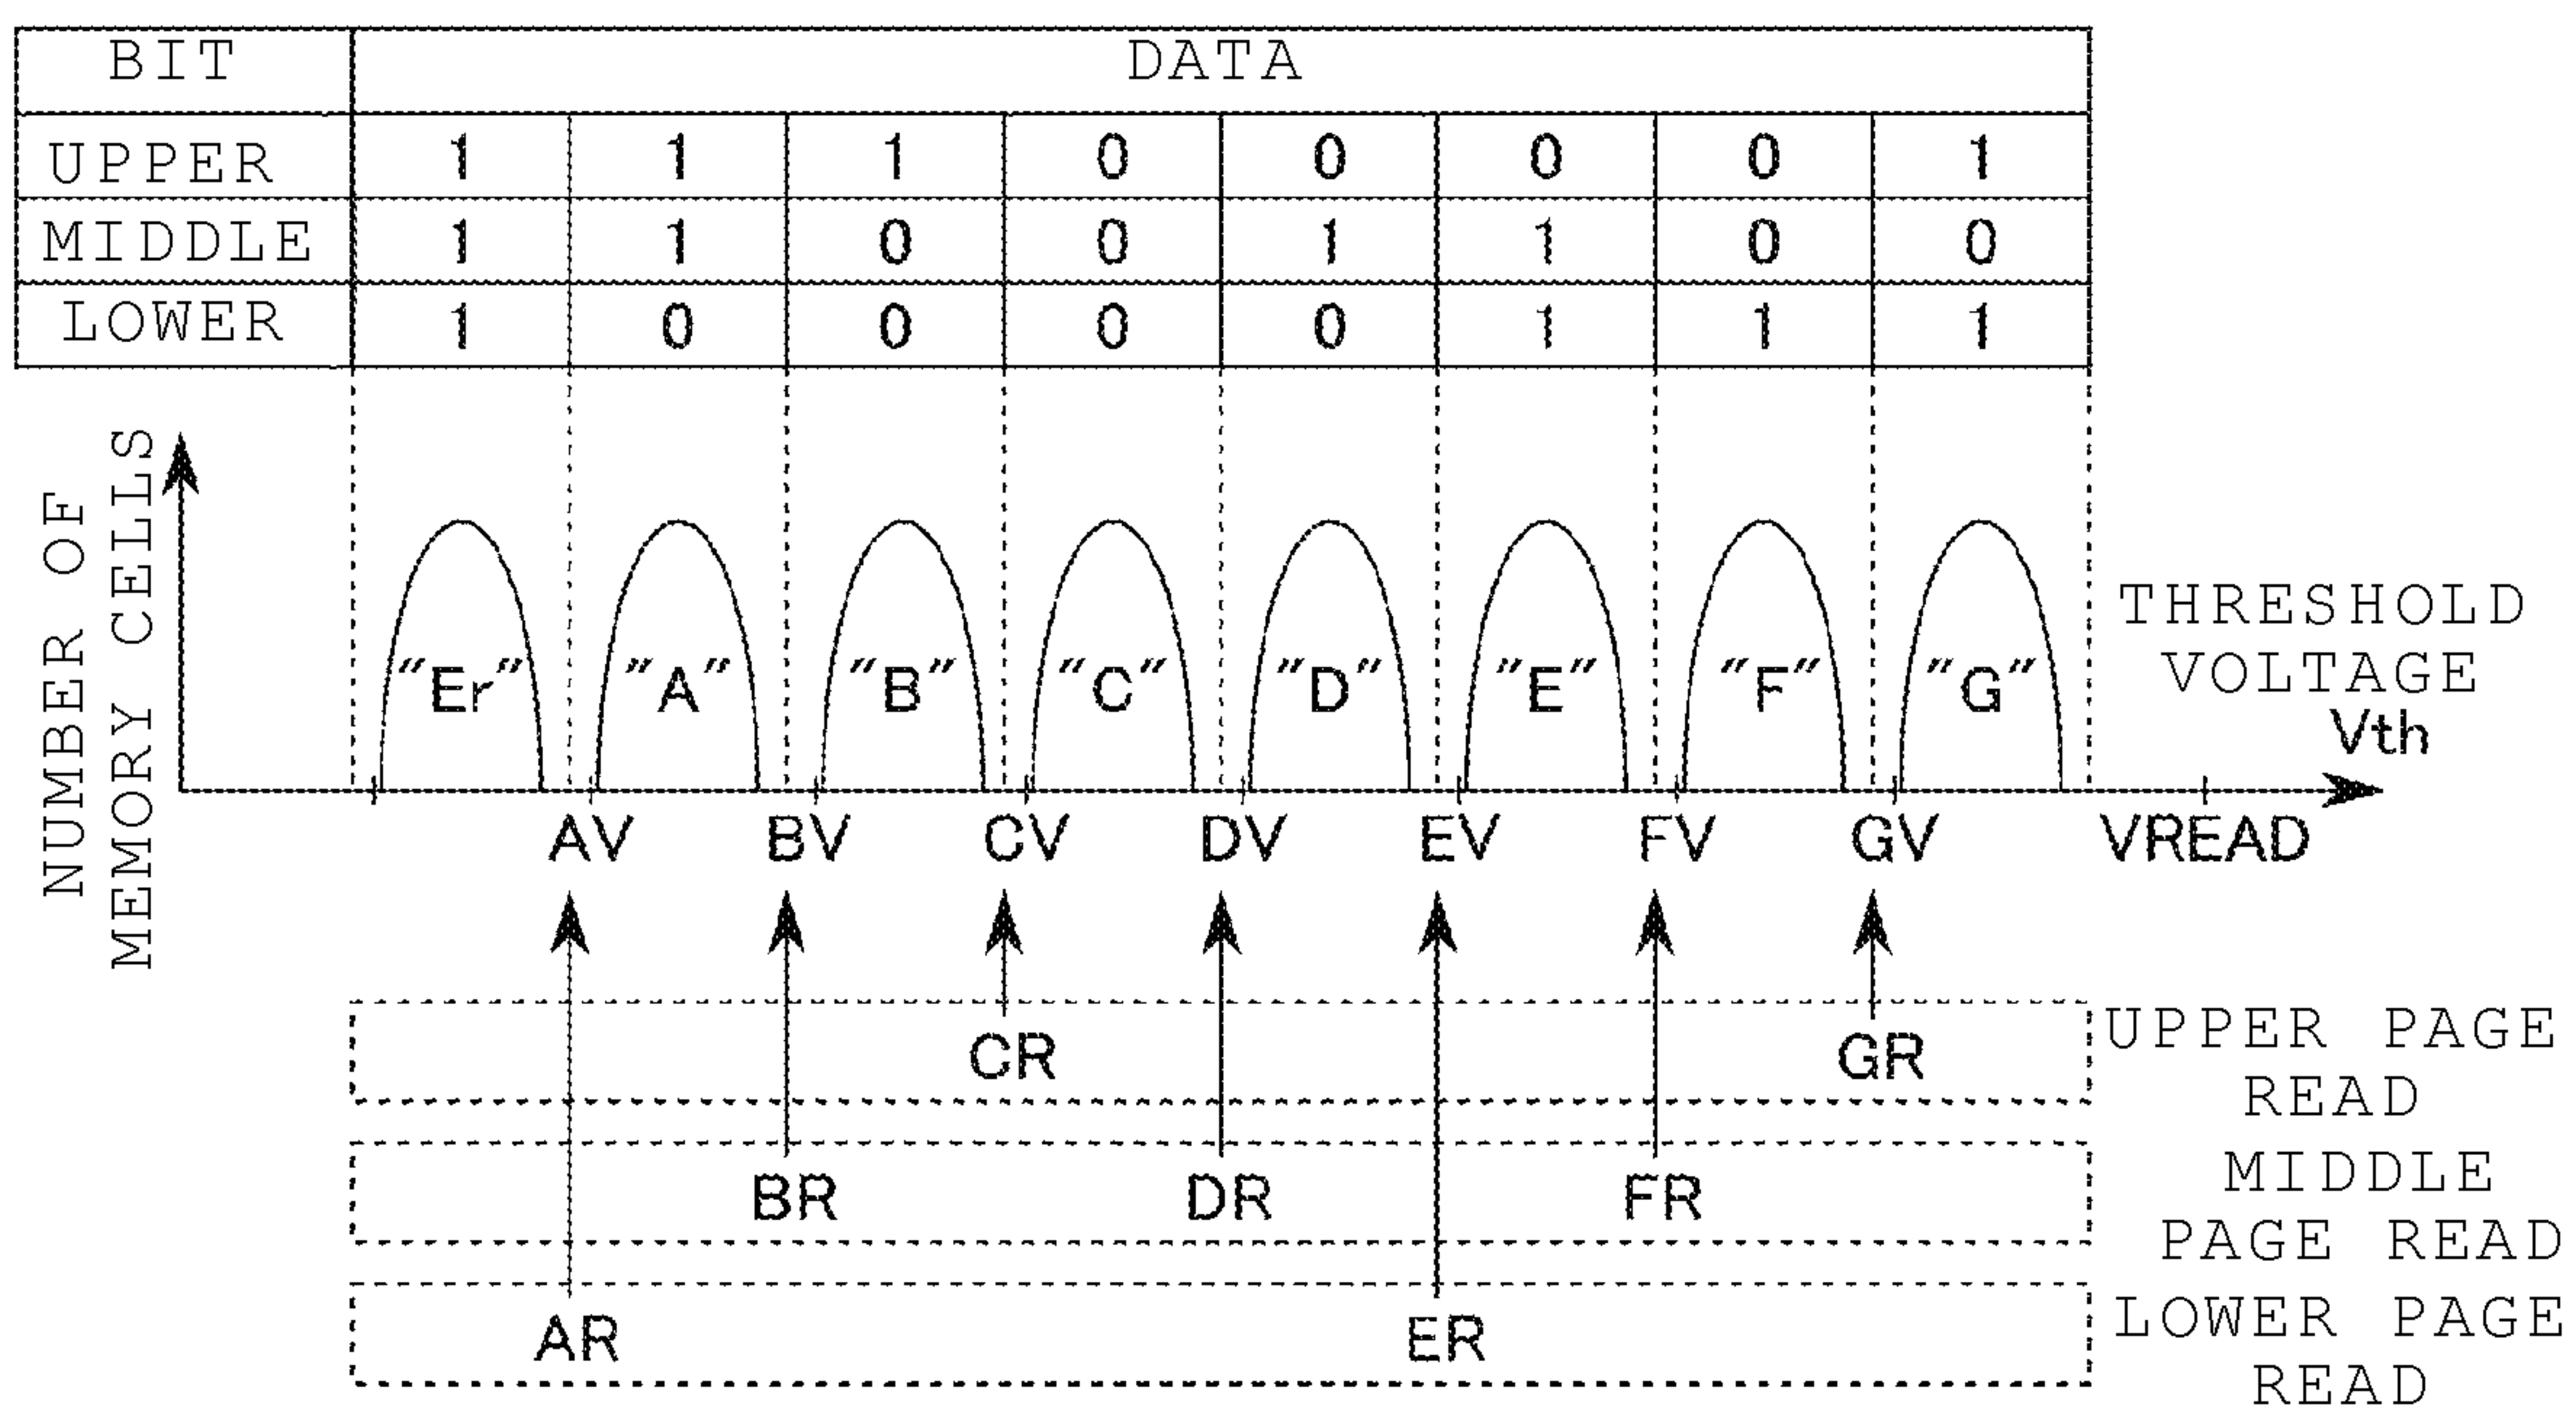 BIT DATA
UPPER 1 1 1 0 0 0 0 1
MIDDLE 1 1 0 0 1 1 0 0
LOWER 1 0 0 0 0 1 1 1
NUMBER OF
MEMORY CELLS
"Er" "A" "B" "C" "D" "E" "F" "G"
THRESHOLD
VOLTAGE
Vth
AV BV CV DV EV FV GV VREAD
CR GR
UPPER PAGE
READ
BR DR FR
MIDDLE
PAGE READ
AR ER
LOWER PAGE
READ